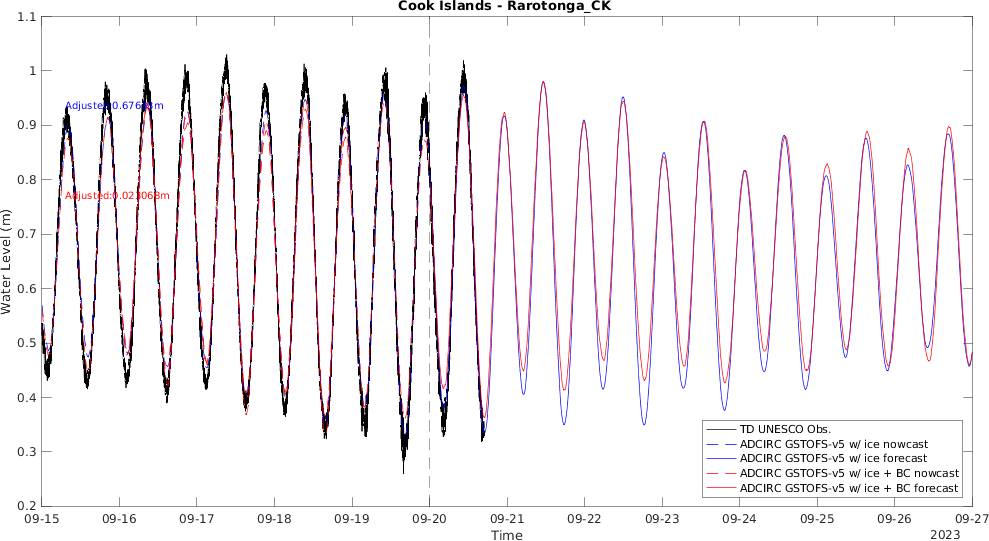 Cook Islands - Rarotonga_CK
1.1
1
0.9
0.8
0.7
0.6
0.5
0.4
0.3
0.2
Water Level (m)
Adjusted:0.023068m
TD UNESCO Obs.
ADCIRC GSTOFS-v5 w/ ice nowcast
ADCIRC GSTOFS-v5 w/ ice forecast
ADCIRC GSTOFS-v5 w/ ice + BC nowcast
ADCIRC GSTOFS-v5 w/ ice + BC forecast
09-15 09-16 09-17 09-18 09-19 09-20 09-21 09-22 09-23 09-24 09-25 09-26 09-27
Time
2023